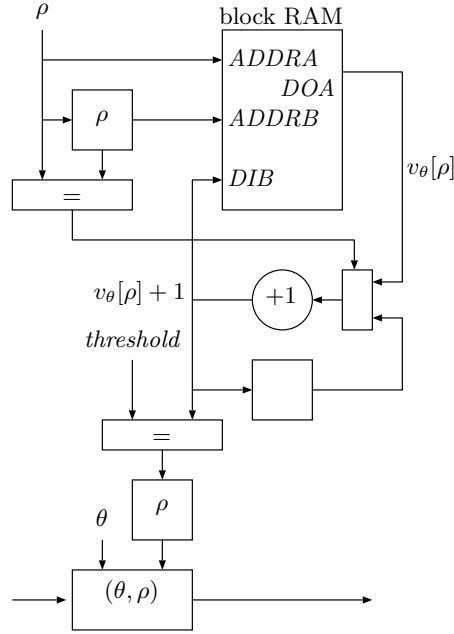 ρ
block RAM
ADDRA
DOA
ρ
ADDRB
v_θ[ρ]
DIB
=
v_θ[ρ] + 1
+1
threshold
=
ρ
θ
(θ, ρ)